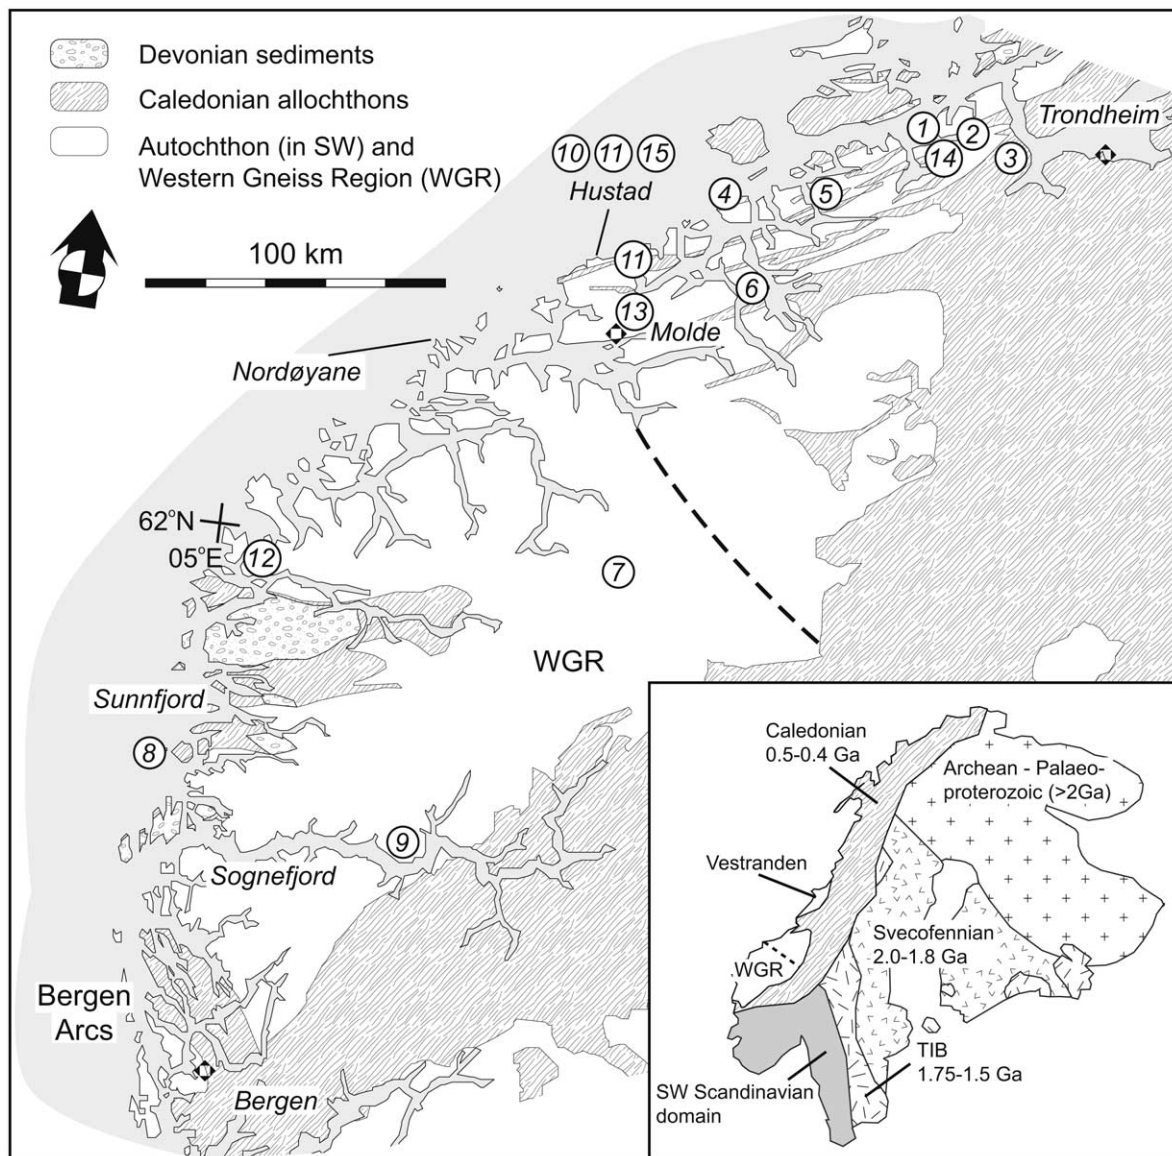 Devonian sediments
Caledonian allochthons
Autochthon (in SW) and
Western Gneiss Region (WGR)
100 km
10 11 15
Hustad
Trondheim
1
2
14
3
4
5
11
6
13
Molde
Nordøyane
62°N
05°E
12
7
WGR
Sunnfjord
8
9
Sognefjord
Bergen
Arcs
Bergen
Caledonian
0.5-0.4 Ga
Archean - Palaeo-
proterozoic (>2Ga)
Vestranden
Svecofennian
2.0-1.8 Ga
WGR
TIB
1.75-1.5 Ga
SW Scandinavian
domain